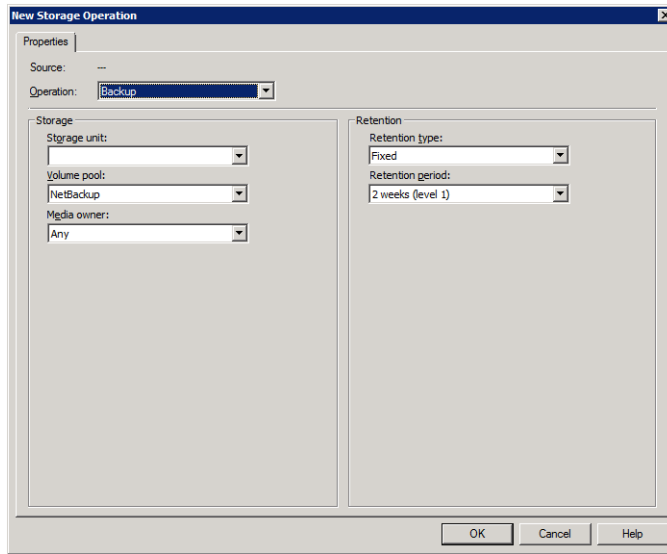 New Storage Operation
Properties
Source: ---
Operation: Backup
Storage
Storage unit:
Volume pool:
NetBackup
Media owner:
Any
Retention
Retention type:
Fixed
Retention period:
2 weeks (level 1)
OK Cancel Help